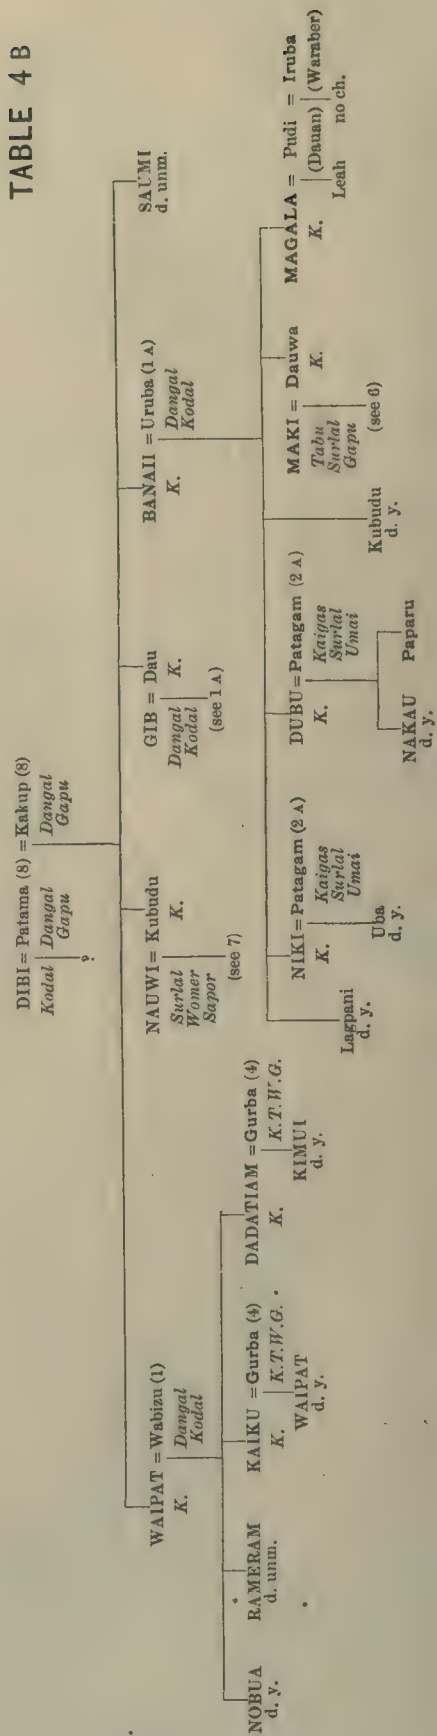 TABLE 4 B
DIBI = Patama (8) = Kakup (8)
Kodal Dangal Dangal
Gapu Gapu
?
WAIPAT = Wabizu (1) NAUWI = Kubudu GIB = Dau BANAII = Uruba (1 A) SAUMI
K. Dangal Surlal K. Dangal K. K. Dangal d. unm.
Kodal Womer Kodal Kodal
Sapor
(see 7) (see 1 A)
NOBUA RAMERAM KAIKU = Gurba (4) DADATIAM = Gurba (4)
d. y. d. unm. K. K.T.W.G. K. K.T.W.G.
WAIPAT KIMUI
d. y. d. y.
Lagpani NIKI = Patagam (2 A) DUBU = Patagam (2 A) Kubudu MAKI = Dauwa MAGALA = Pudi = Iruba
d. y. K. Kaigas K. Kaigas d. y. Tabu K. K. (Dauan) (Waraber)
Surlal Surlal Surlal Leah no ch.
Umai Umai Gapu
Uba NAKAU Paparu (see 6)
d. y. d. y.